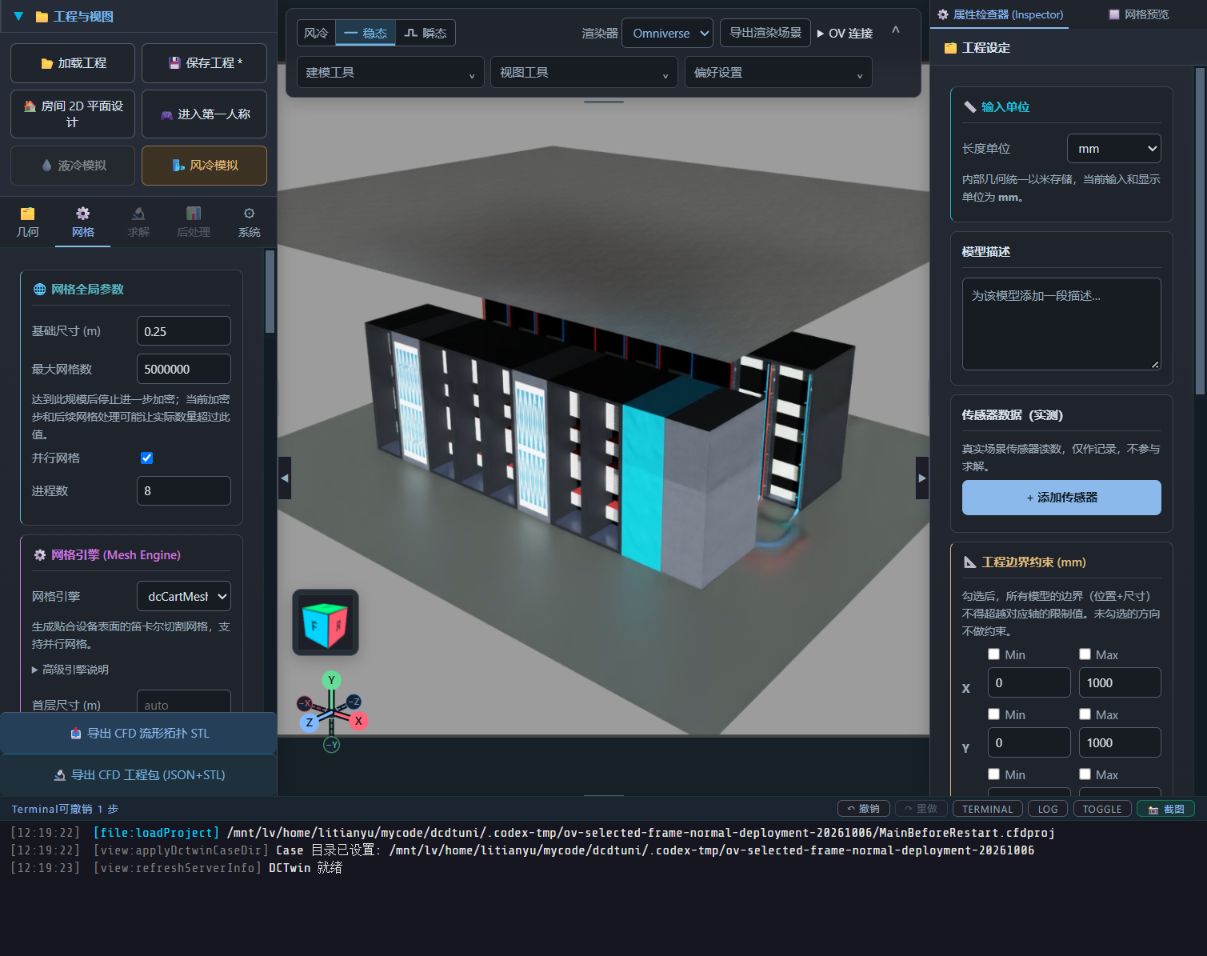 ▼ 工程与视图
加载工程
保存工程 *
房间 2D 平面设计
进入第一人称
液冷模拟
风冷模拟
几何
网格
求解
后处理
系统
网格全局参数
基础尺寸 (m)
0.25
最大网格数
5000000
达到此规模后停止进一步加密；当前加密
步和后续网格处理可能让实际数量超过此
值。
并行网格
进程数
8
网格引擎 (Mesh Engine)
网格引擎
dcCartMesh
生成贴合设备表面的笛卡尔切割网格，支
持并行网格。
▶ 高级引擎说明
首层尺寸 (m)
auto
导出 CFD 流形拓扑 STL
导出 CFD 工程包 (JSON+STL)
风冷
稳态
瞬态
渲染器
Omniverse
导出渲染场景
▶ OV 连接
^
建模工具
视图工具
偏好设置
◀
▶
F
R
Y
-X
-Z
Z
X
-Y
属性检查器 (Inspector)
网格预览
工程设定
输入单位
长度单位
mm
内部几何统一以米存储，当前输入和显示
单位为 mm。
模型描述
为该模型添加一段描述...
传感器数据（实测）
真实场景传感器读数，仅作记录，不参与
求解。
+ 添加传感器
工程边界约束 (mm)
勾选后，所有模型的边界（位置+尺寸）
不得超越对应轴的限制值。未勾选的方向
不做约束。
Min
Max
X
0
1000
Min
Max
Y
0
1000
Min
Max
Terminal可撤销 1 步
撤销
重做
TERMINAL
LOG
TOGGLE
截图
[12:19:22] [file:loadProject] /mnt/lv/home/litianyu/mycode/dcdtuni/.codex-tmp/ov-selected-frame-normal-deployment-20261006/MainBeforeRestart.cfdproj
[12:19:22] [view:applyDctwinCaseDir] Case 目录已设置: /mnt/lv/home/litianyu/mycode/dcdtuni/.codex-tmp/ov-selected-frame-normal-deployment-20261006
[12:19:23] [view:refreshServerInfo] DCTwin 就绪